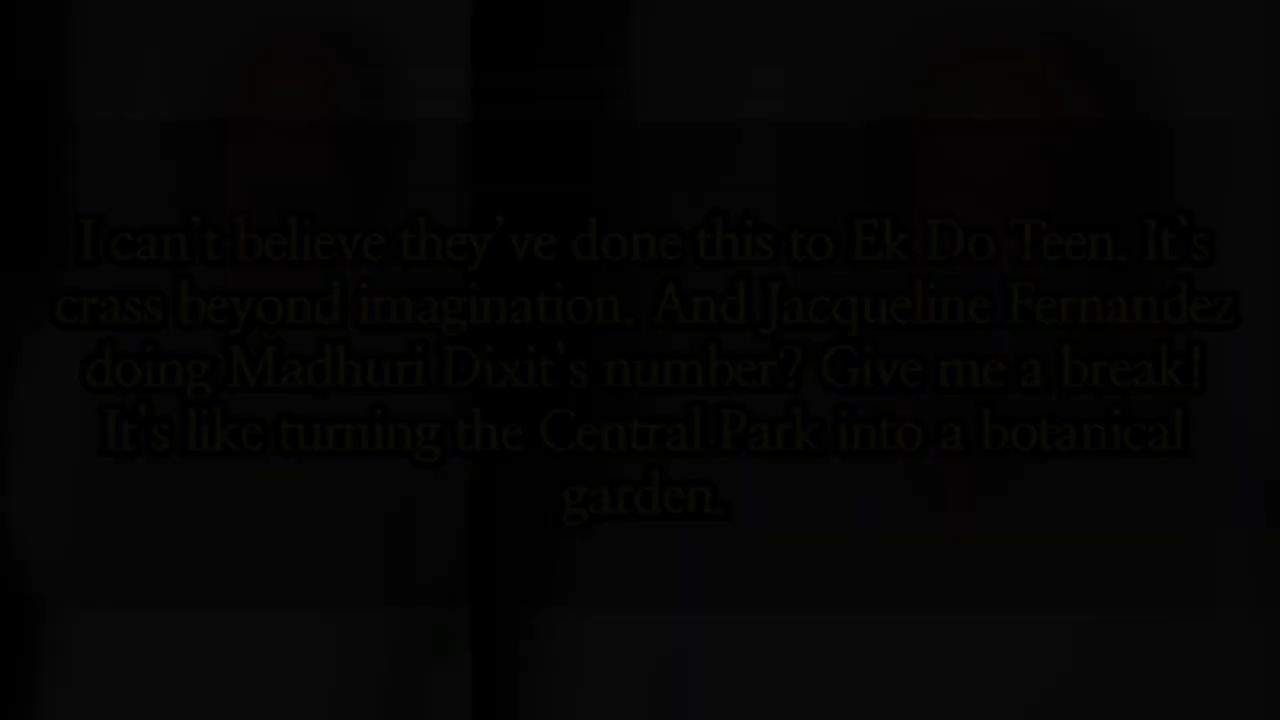 I can't believe they've done this to Ek Do Teen. It's
crass beyond imagination. And Jacqueline Fernandez
doing Madhuri Dixit's number? Give me a break!
It's like turning the Central Park into a botanical
garden.